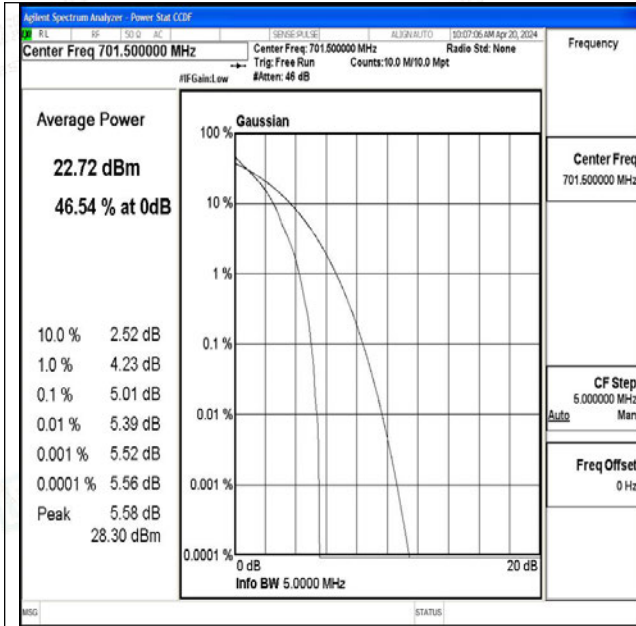 Agilent Spectrum Analyzer - Power Stat CCDF
RL RF 50 Ω AC SENSE:PULSE ALIGNAUTO 10:07:06 AM Apr 20, 2024
Center Freq 701.500000 MHz
Center Freq: 701.500000 MHz Radio Std: None
Trig: Free Run Counts:10.0 M/10.0 Mpt
#IFGain:Low #Atten: 46 dB
Frequency
Average Power
22.72 dBm
46.54 % at 0dB
10.0 % 2.52 dB
1.0 % 4.23 dB
0.1 % 5.01 dB
0.01 % 5.39 dB
0.001 % 5.52 dB
0.0001 % 5.56 dB
Peak 5.58 dB
28.30 dBm
Gaussian
100 %
10 %
1 %
0.1 %
0.01 %
0.001 %
0.0001 %
0 dB 20 dB
Info BW 5.0000 MHz
Center Freq
701.500000 MHz
CF Step
5.000000 MHz
Auto Man
Freq Offset
0 Hz
MSG STATUS